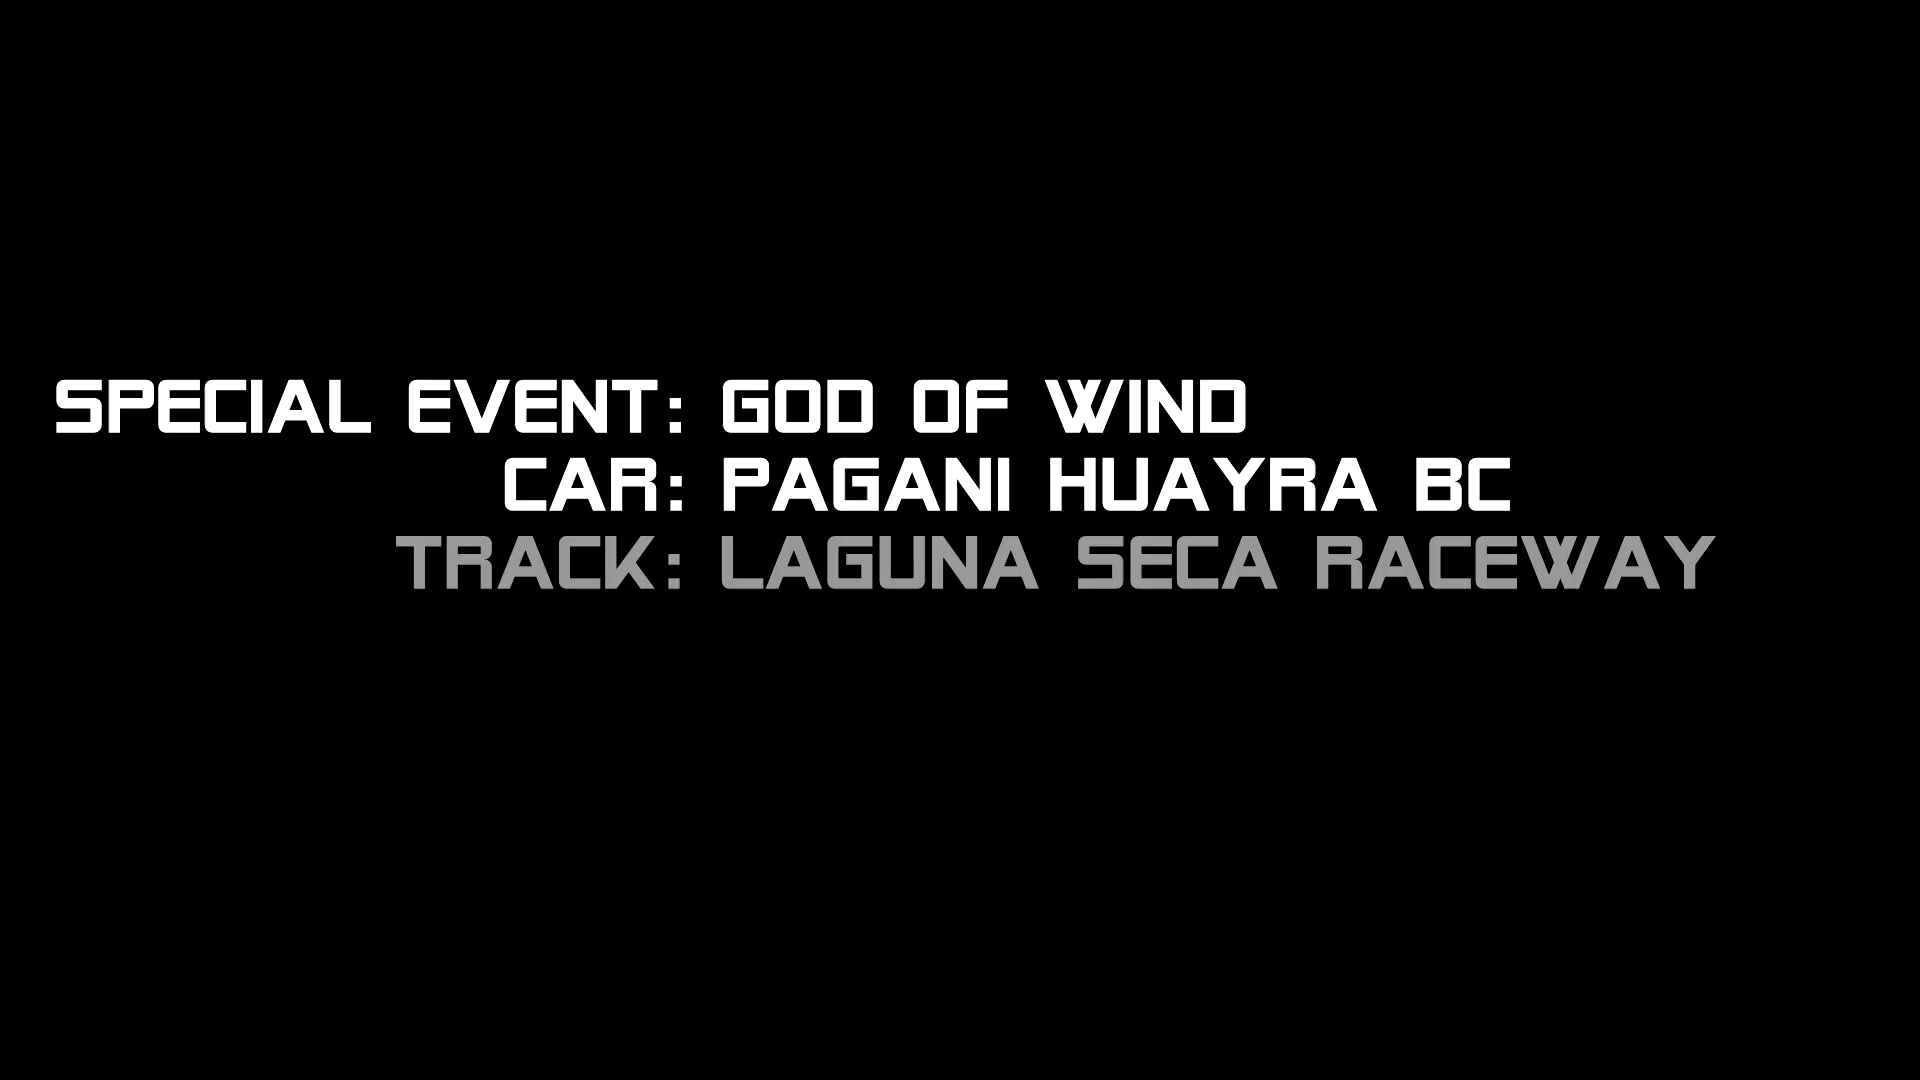 SPECIAL EVENT: GOD OF WIND
CAR: PAGANI HUAYRA BC
TRACK: LAGUNA SECA RACEWAY